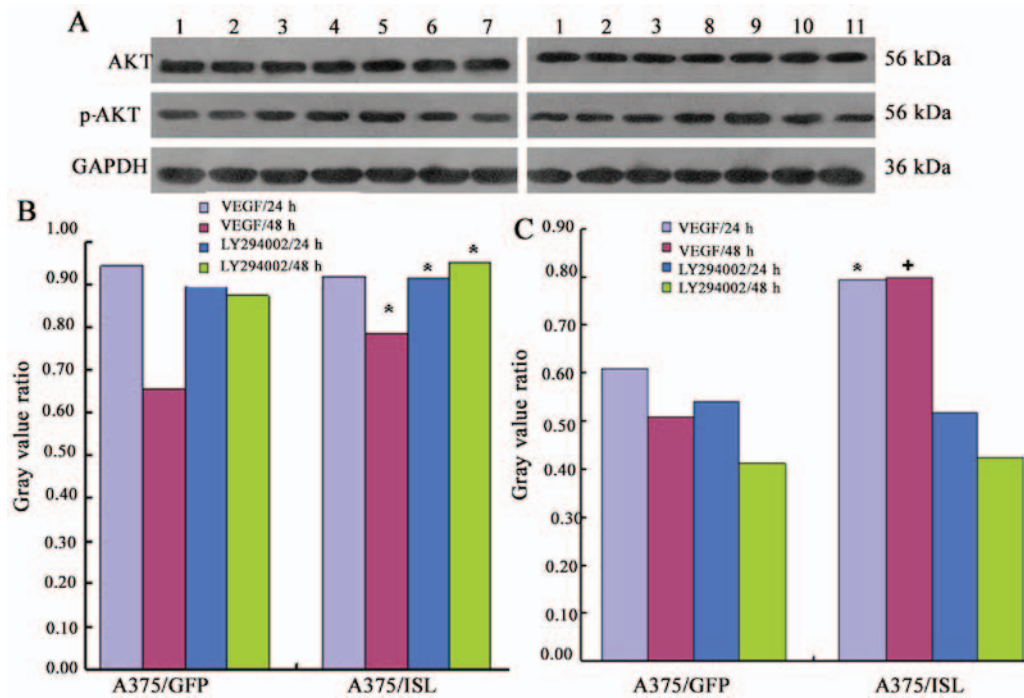 A
1 2 3 4 5 6 7 1 2 3 8 9 10 11
AKT 56 kDa
p-AKT 56 kDa
GAPDH 36 kDa
B
VEGF/24 h
VEGF/48 h
LY294002/24 h
LY294002/48 h
Gray value ratio
1.00
0.90
0.80
0.70
0.60
0.50
0.40
0.30
0.20
0.10
0.00
*
*
*
A375/GFP A375/ISL
C
VEGF/24 h
VEGF/48 h
LY294002/24 h
LY294002/48 h
Gray value ratio
0.90
0.80
0.70
0.60
0.50
0.40
0.30
0.20
0.10
0.00
* +
A375/GFP A375/ISL